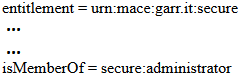 entitlement = urn:mace:garr.it:secure
...
...
isMemberOf = secure:administrator